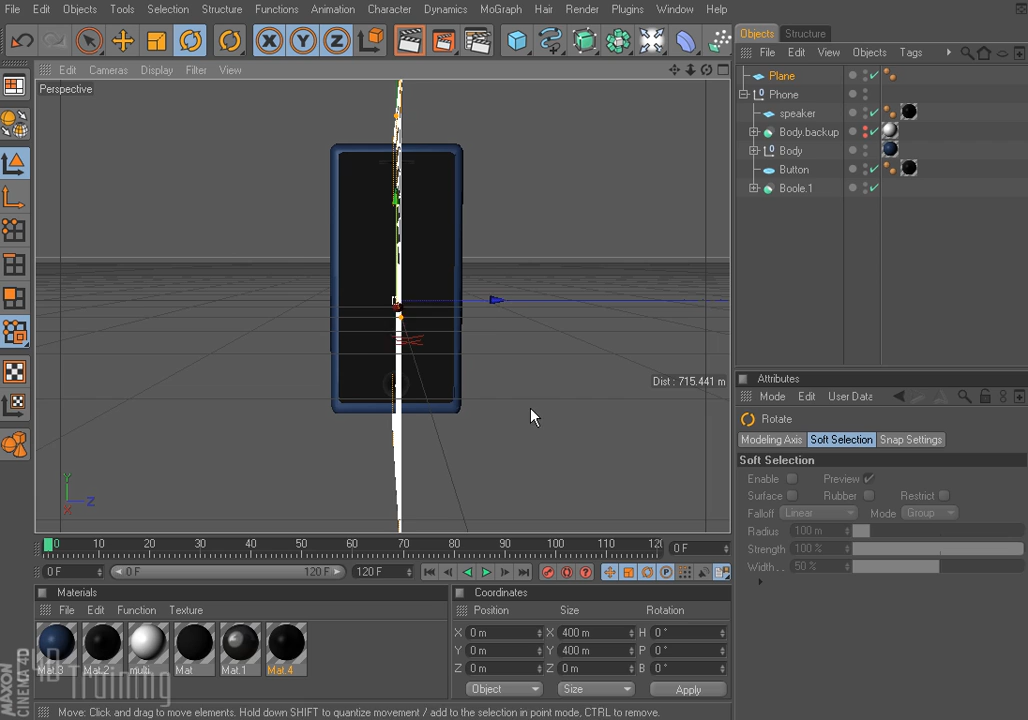 File Edit Objects Tools Selection Structure Functions Animation Character Dynamics MoGraph Hair Render Plugins Window Help
X Y Z
Objects Structure
File Edit View Objects Tags
Edit Cameras Display Filter View
Perspective
Plane
Phone
speaker
Body.backup
Body
Button
Boole.1
Dist : 715.441 m
Y
Z
X
Attributes
Mode Edit User Data
Rotate
Modeling Axis Soft Selection Snap Settings
Soft Selection
Enable Preview
Surface Rubber Restrict
Falloff Linear Mode Group
Radius 100 m
Strength 100 %
Width . . 50 %
0 10 20 30 40 50 60 70 80 90 100 110 120 0 F
0 F 0 F 120 F 120 F
Materials
File Edit Function Texture
Mat.3 Mat.2 multi Mat Mat.1 Mat.4
Coordinates
Position Size Rotation
X 0 m X 400 m H 0 °
Y 0 m Y 400 m P 0 °
Z 0 m Z 0 m B 0 °
Object Size Apply
MAXON
CINEMA 4D
3D Training
Move: Click and drag to move elements. Hold down SHIFT to quantize movement / add to the selection in point mode, CTRL to remove.